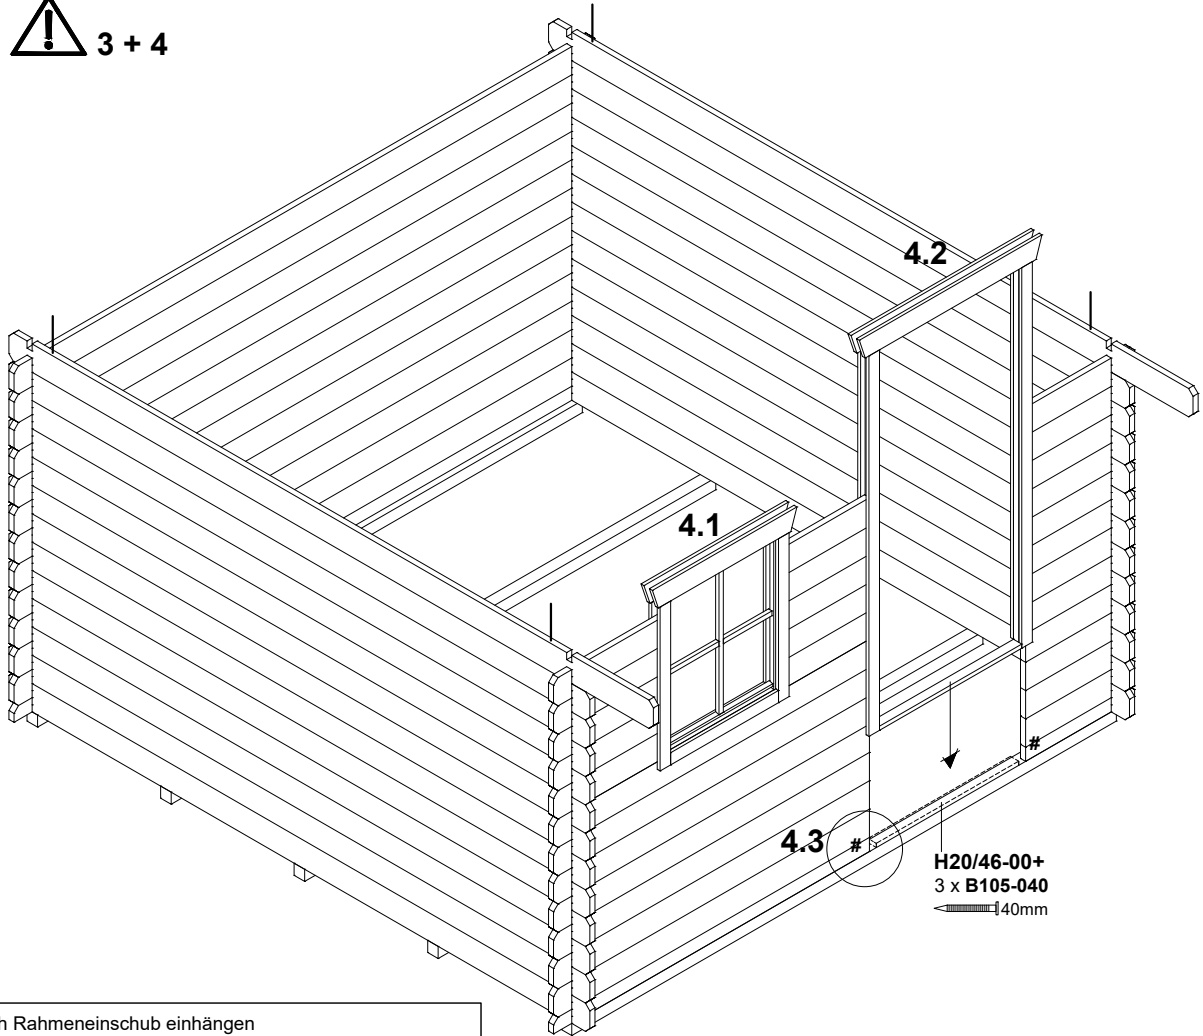 3 + 4
4.2
4.1
#
4.3 #
H20/46-00+
3 x B105-040
40mm
Rahmeneinschub einhängen